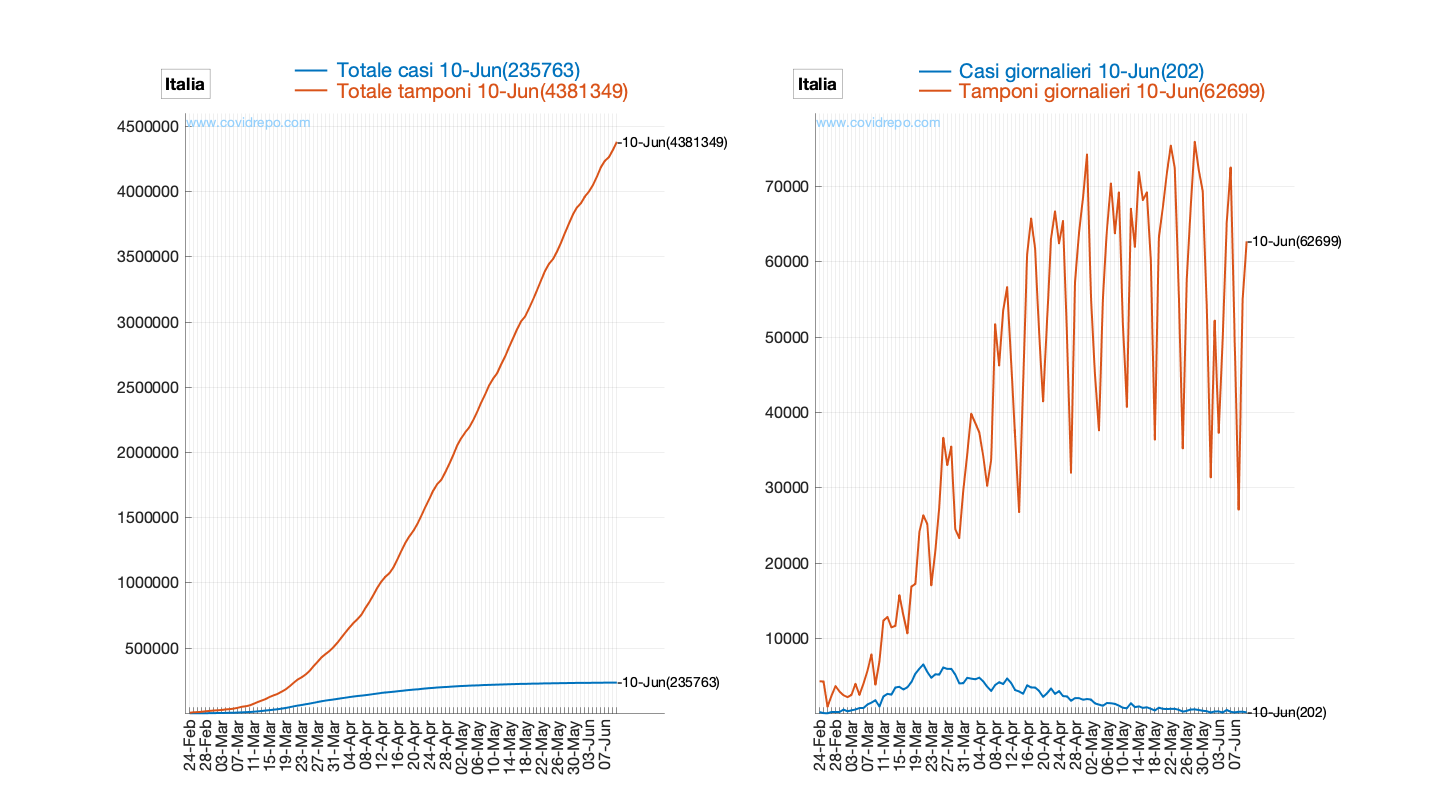 Italia
Totale casi 10-Jun(235763)
Totale tamponi 10-Jun(4381349)
www.covidrepo.com
4500000
4000000
3500000
3000000
2500000
2000000
1500000
1000000
500000
10-Jun(4381349)
10-Jun(235763)
24-Feb
28-Feb
03-Mar
07-Mar
11-Mar
15-Mar
19-Mar
23-Mar
27-Mar
31-Mar
04-Apr
08-Apr
12-Apr
16-Apr
20-Apr
24-Apr
28-Apr
02-May
06-May
10-May
14-May
18-May
22-May
26-May
30-May
03-Jun
07-Jun
Italia
Casi giornalieri 10-Jun(202)
Tamponi giornalieri 10-Jun(62699)
www.covidrepo.com
70000
60000
50000
40000
30000
20000
10000
10-Jun(62699)
10-Jun(202)
24-Feb
28-Feb
03-Mar
07-Mar
11-Mar
15-Mar
19-Mar
23-Mar
27-Mar
31-Mar
04-Apr
08-Apr
12-Apr
16-Apr
20-Apr
24-Apr
28-Apr
02-May
06-May
10-May
14-May
18-May
22-May
26-May
30-May
03-Jun
07-Jun